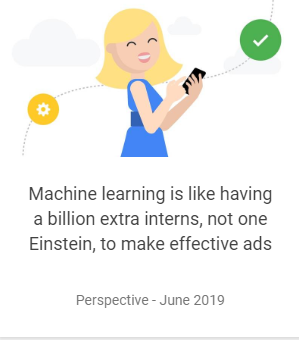 Machine learning is like having
a billion extra interns, not one
Einstein, to make effective ads
Perspective - June 2019